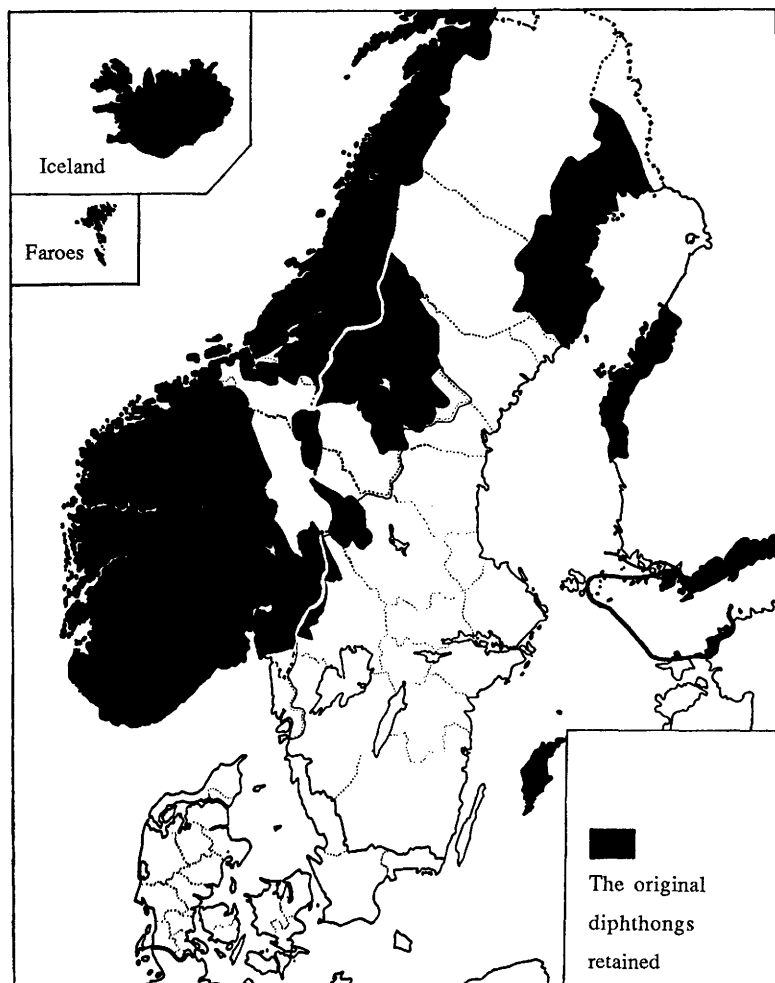 Iceland
Faroes
The original
diphthongs
retained